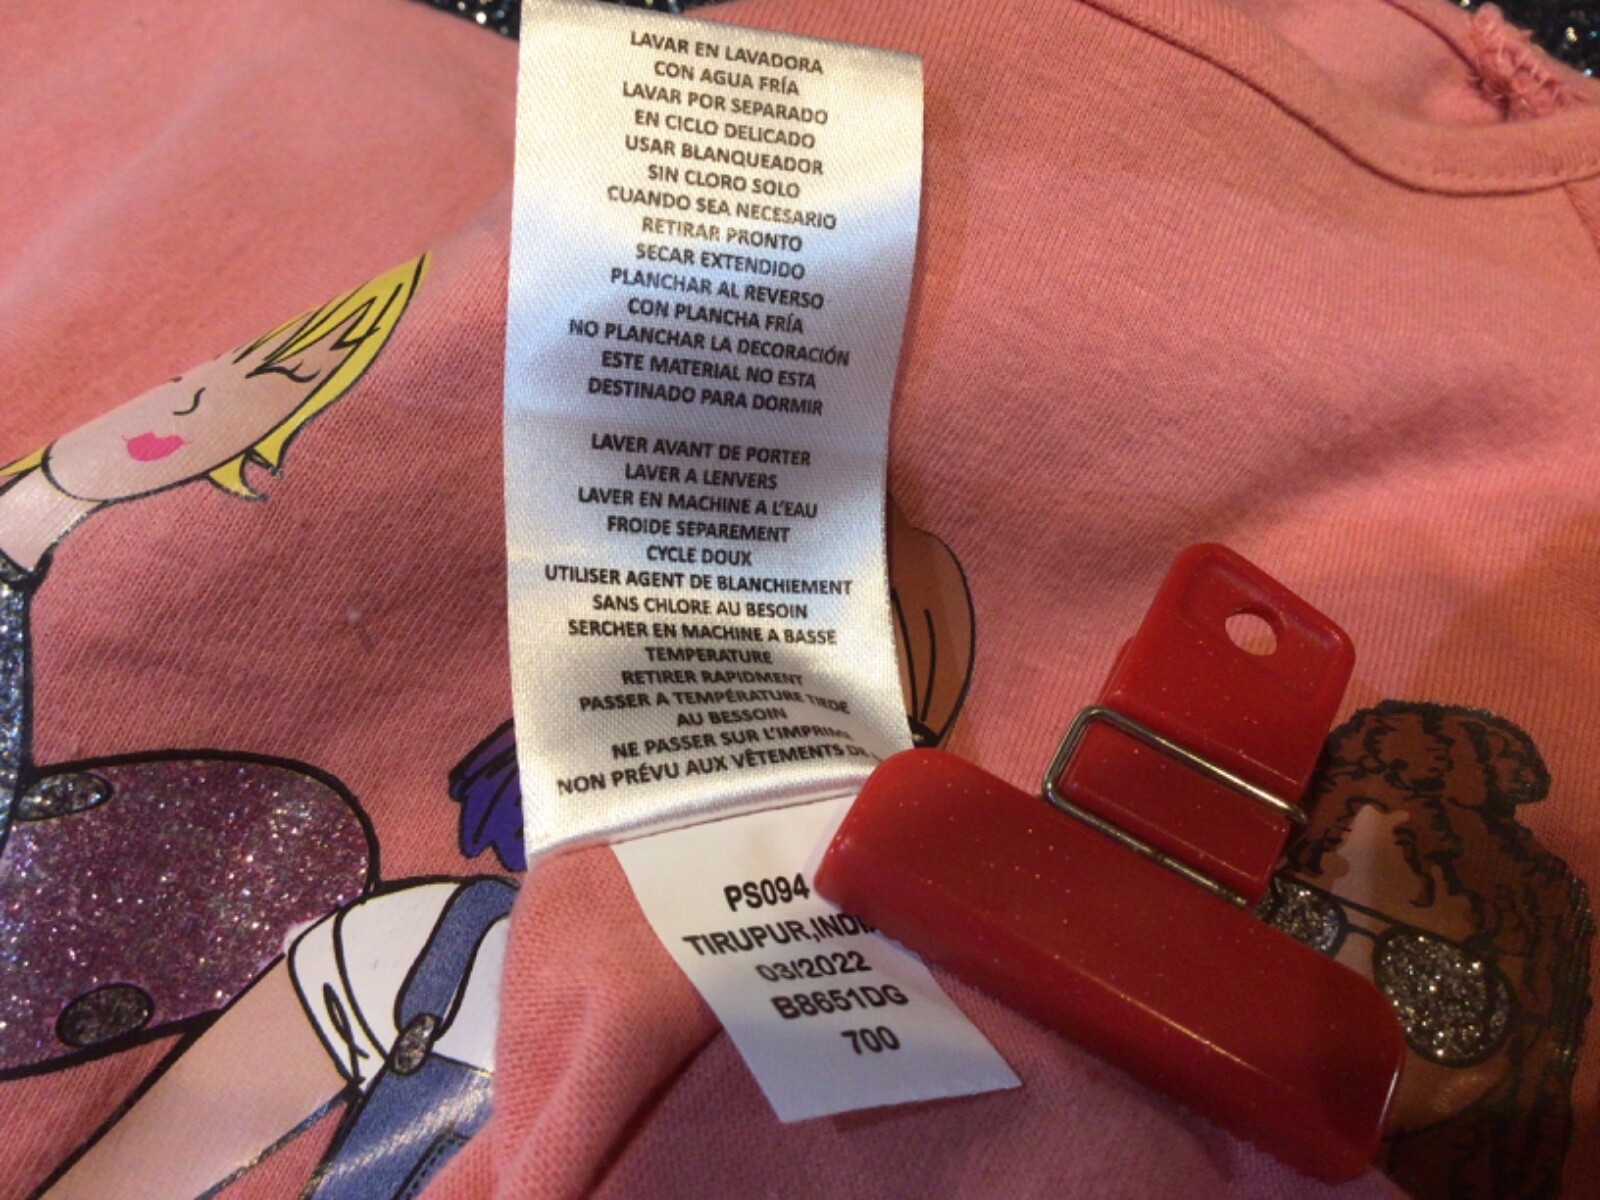 LAVAR EN LAVADORA
CON AGUA FRÍA
LAVAR POR SEPARADO
EN CICLO DELICADO
USAR BLANQUEADOR
SIN CLORO SOLO
CUANDO SEA NECESARIO
RETIRAR PRONTO
SECAR EXTENDIDO
PLANCHAR AL REVERSO
CON PLANCHA FRÍA
NO PLANCHAR LA DECORACIÓN
ESTE MATERIAL NO ESTA
DESTINADO PARA DORMIR
LAVER AVANT DE PORTER
LAVER A LENVERS
LAVER EN MACHINE A L'EAU
FROIDE SEPAREMENT
CYCLE DOUX
UTILISER AGENT DE BLANCHIEMENT
SANS CHLORE AU BESOIN
SERCHER EN MACHINE A BASSE
TEMPERATURE
RETIRER RAPIDMENT
PASSER A TEMPÉRATURE TIEDE
AU BESSOIN
NE PASSER SUR L'IMPRIMÉ
NON PRÉVU AUX VÊTEMENTS DE
PS094
TIRUPUR,INDI
03/2022
B8651DG
700